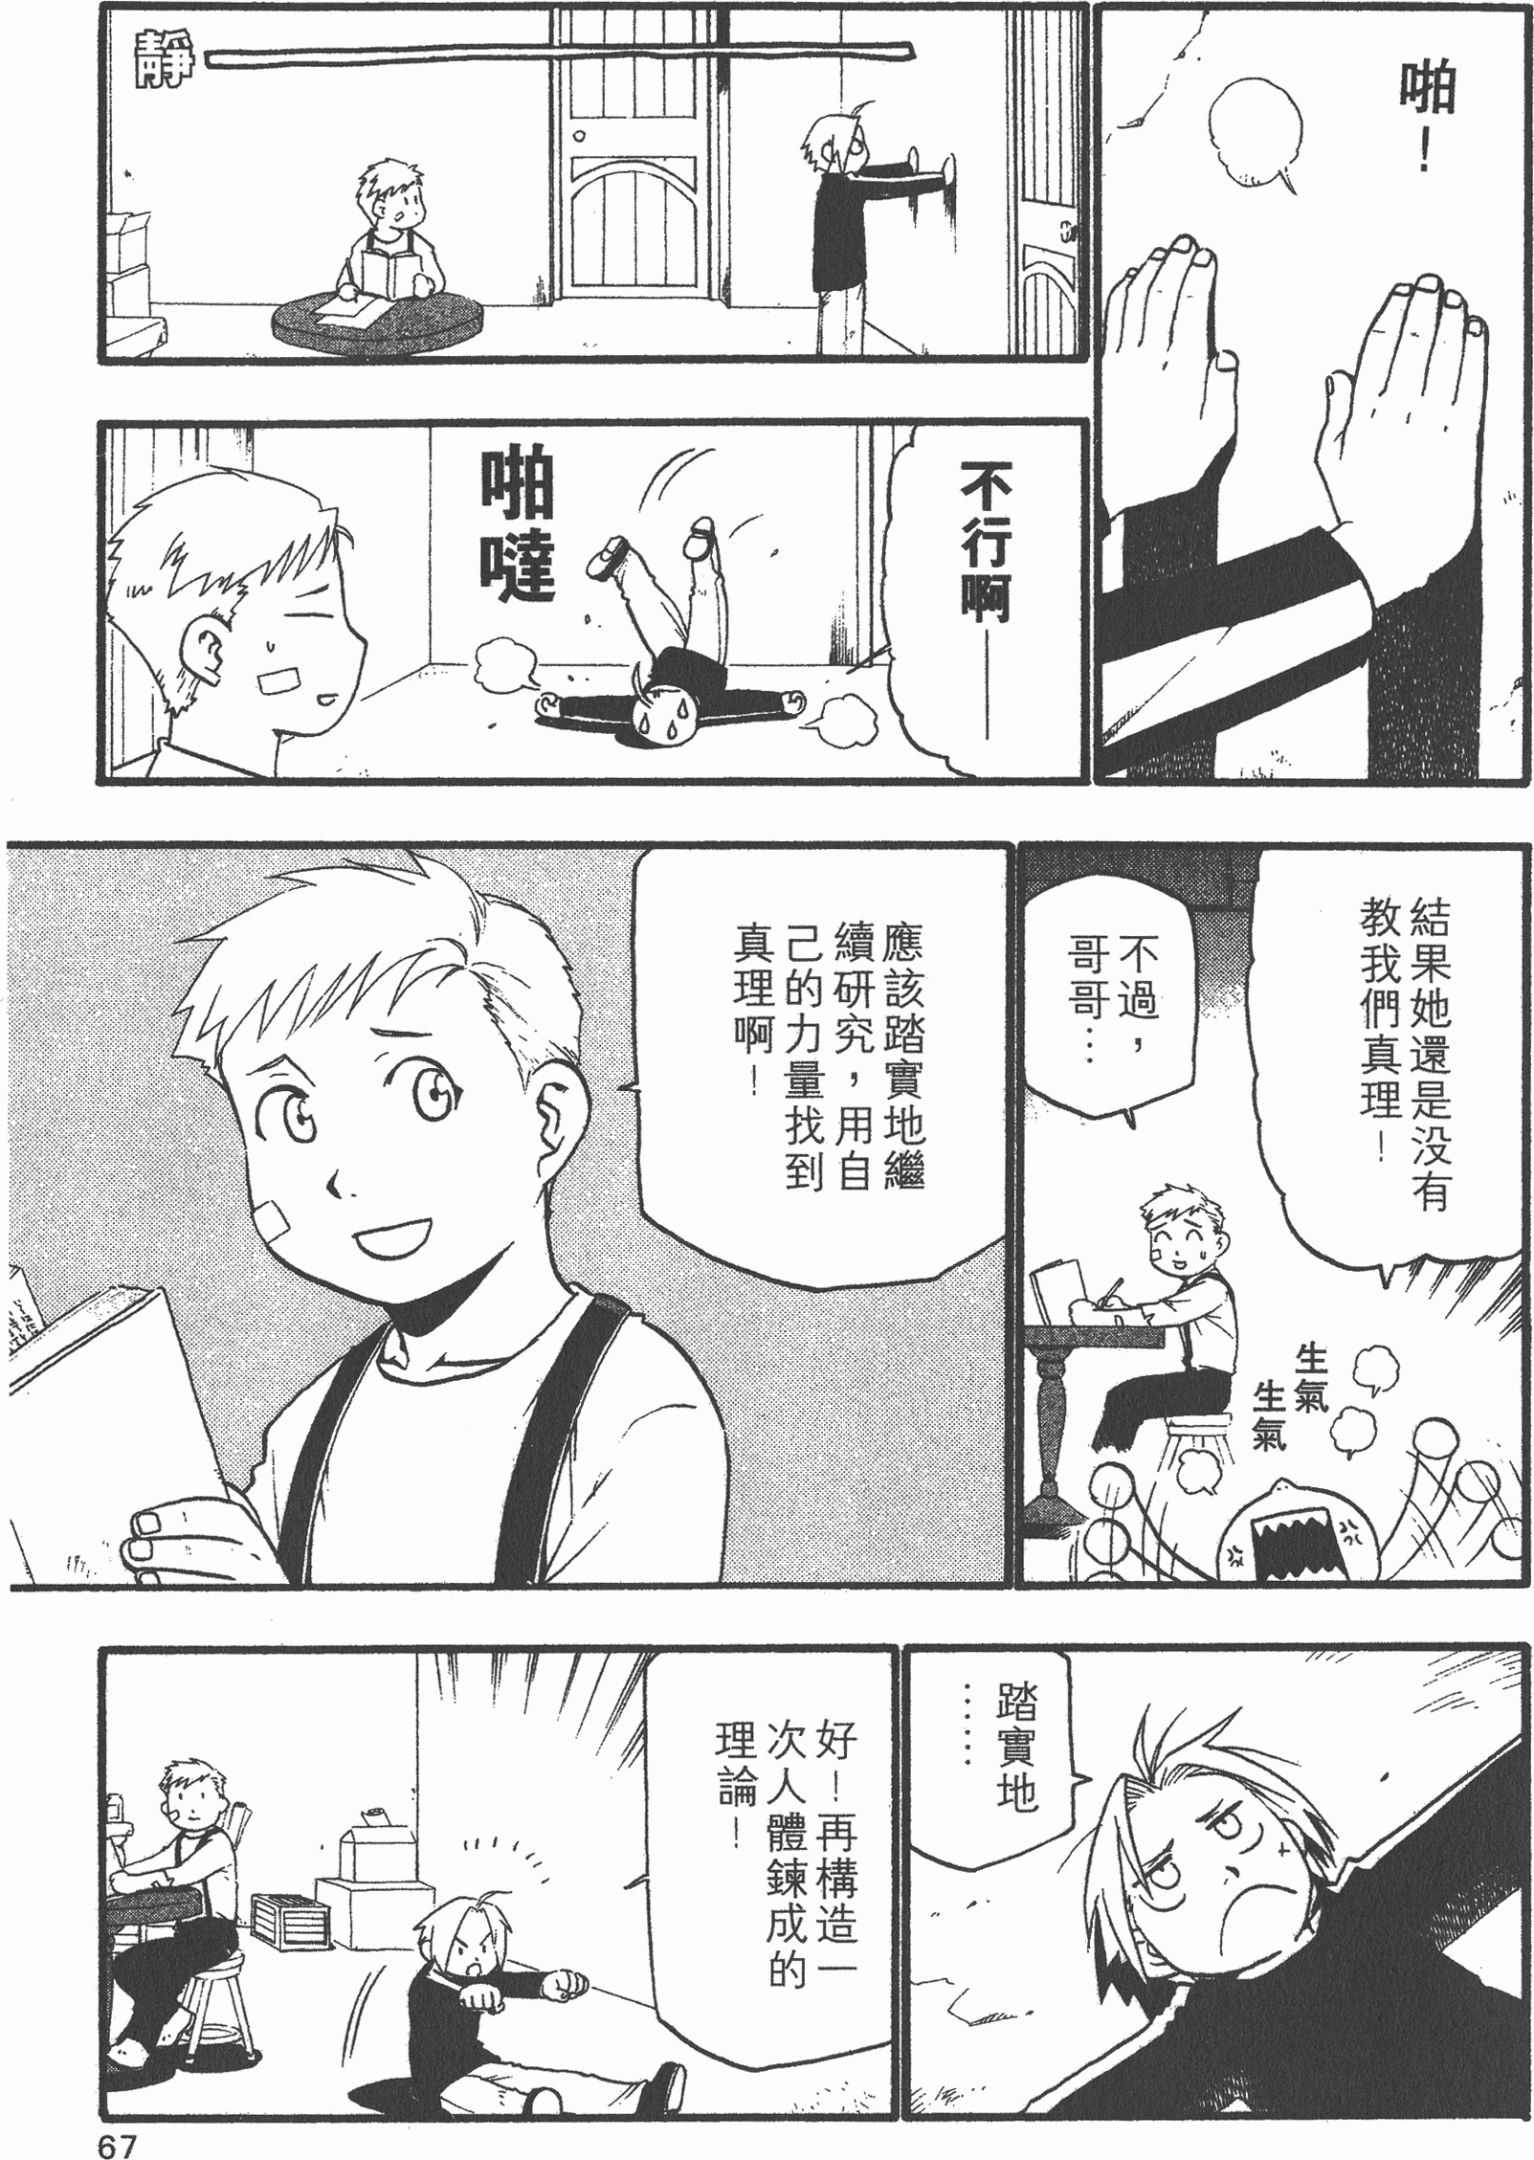 啪！
靜
不行啊——
啪噠
結果她還是没有
教我們真理！
不過，
哥哥…
生氣
生氣
應該踏實地繼
續研究，用自
己的力量找到
真理啊！
踏實地
……
好！再構造一
次人體鍊成的
理論！
67